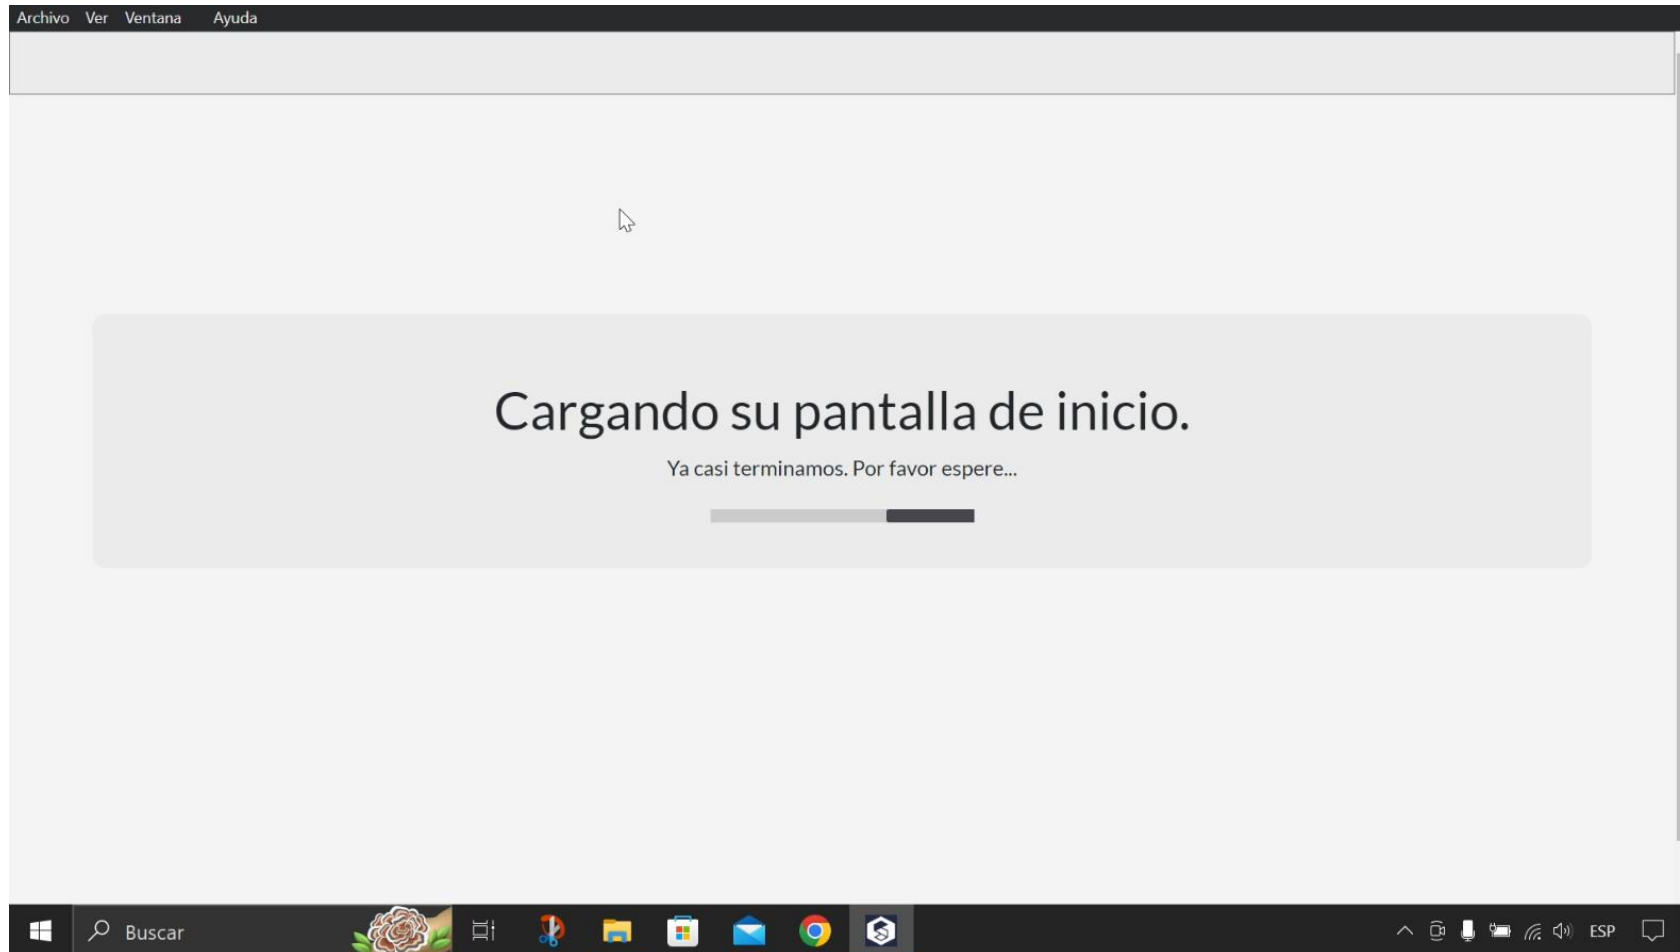 Archivo Ver Ventana Ayuda
Cargando su pantalla de inicio.
Ya casi terminamos. Por favor espere...
Buscar
ESP